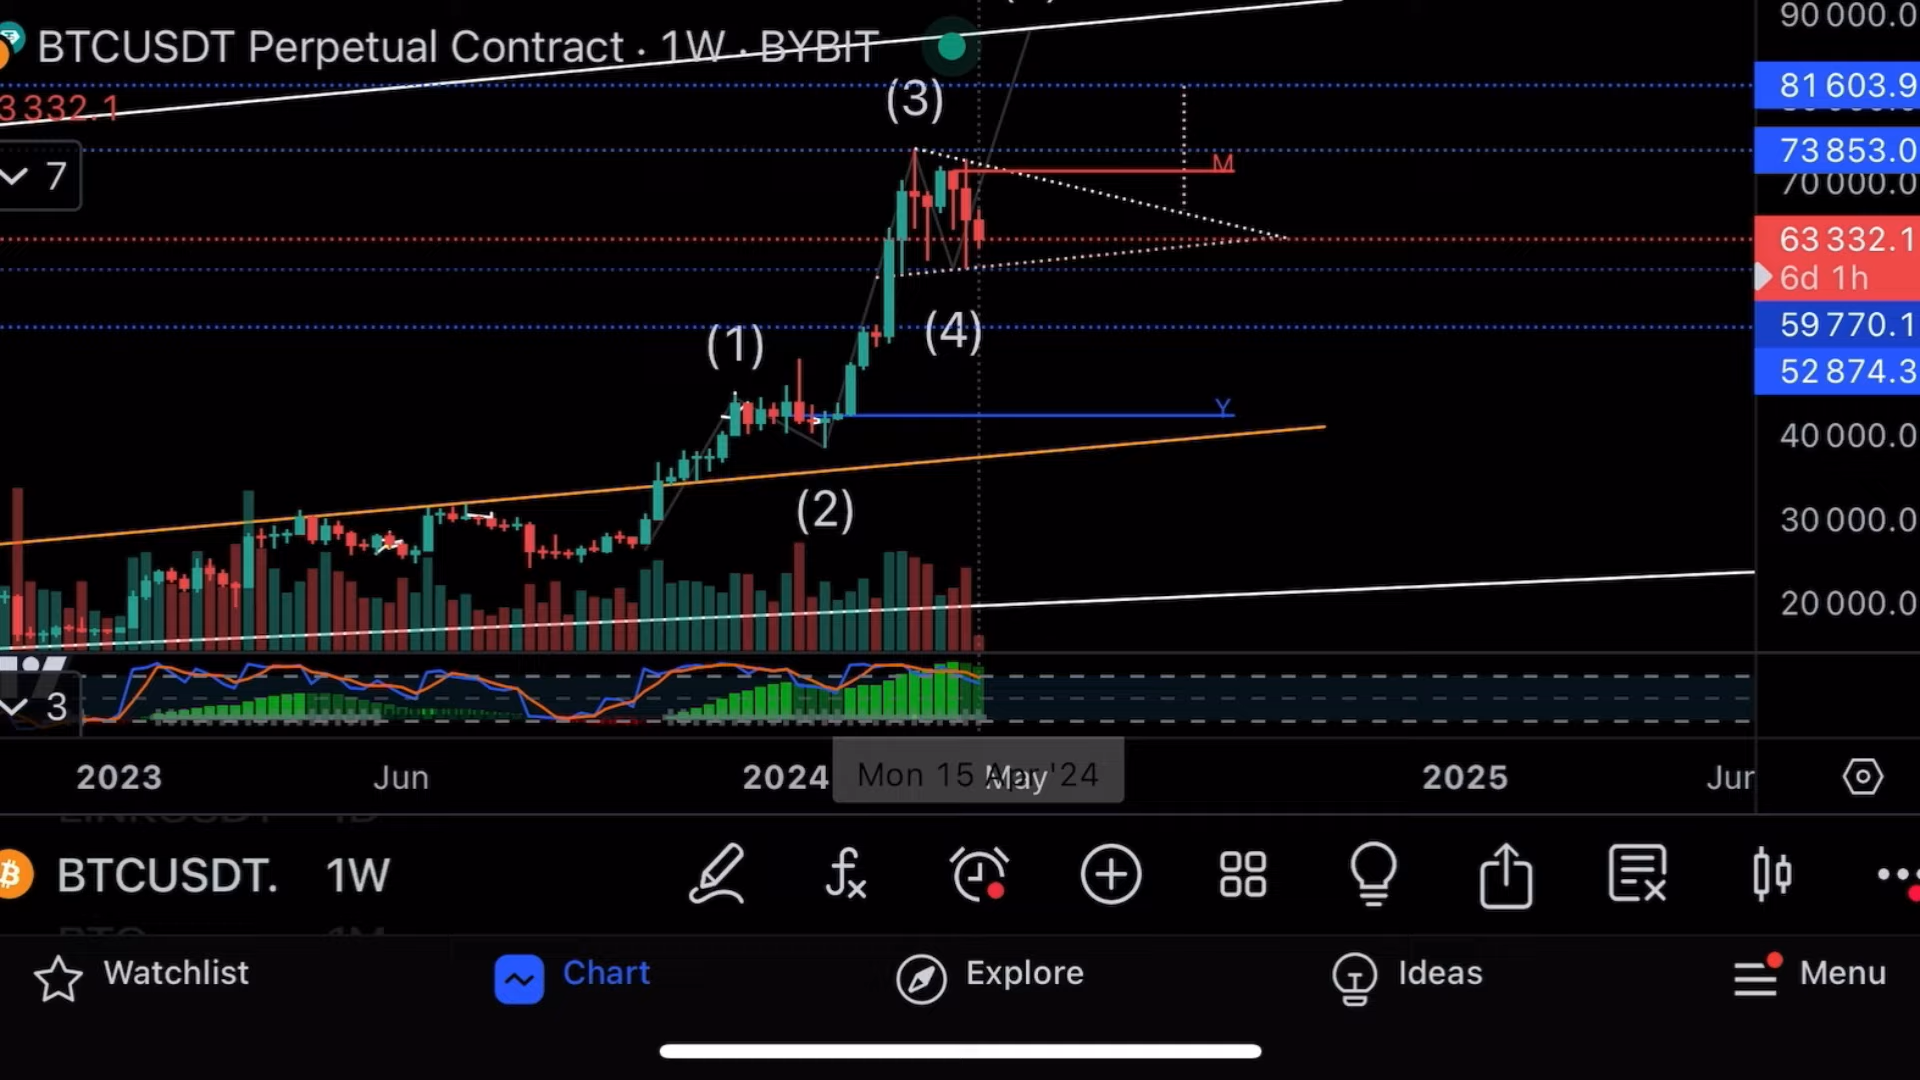 90 000.0
BTCUSDT Perpetual Contract · 1W · BYBIT
81 603.9
(3)
3 332.1
73 853.0
7
M
70 000.0
63 332.1
6d 1h
(1)
(4)
59 770.1
52 874.3
Y
40 000.0
(2)
30 000.0
20 000.0
3
2023
Jun
2024
Mon 15 Apr '24
May
2025
Jun
BTCUSDT.
1W
Watchlist
Chart
Explore
Ideas
Menu